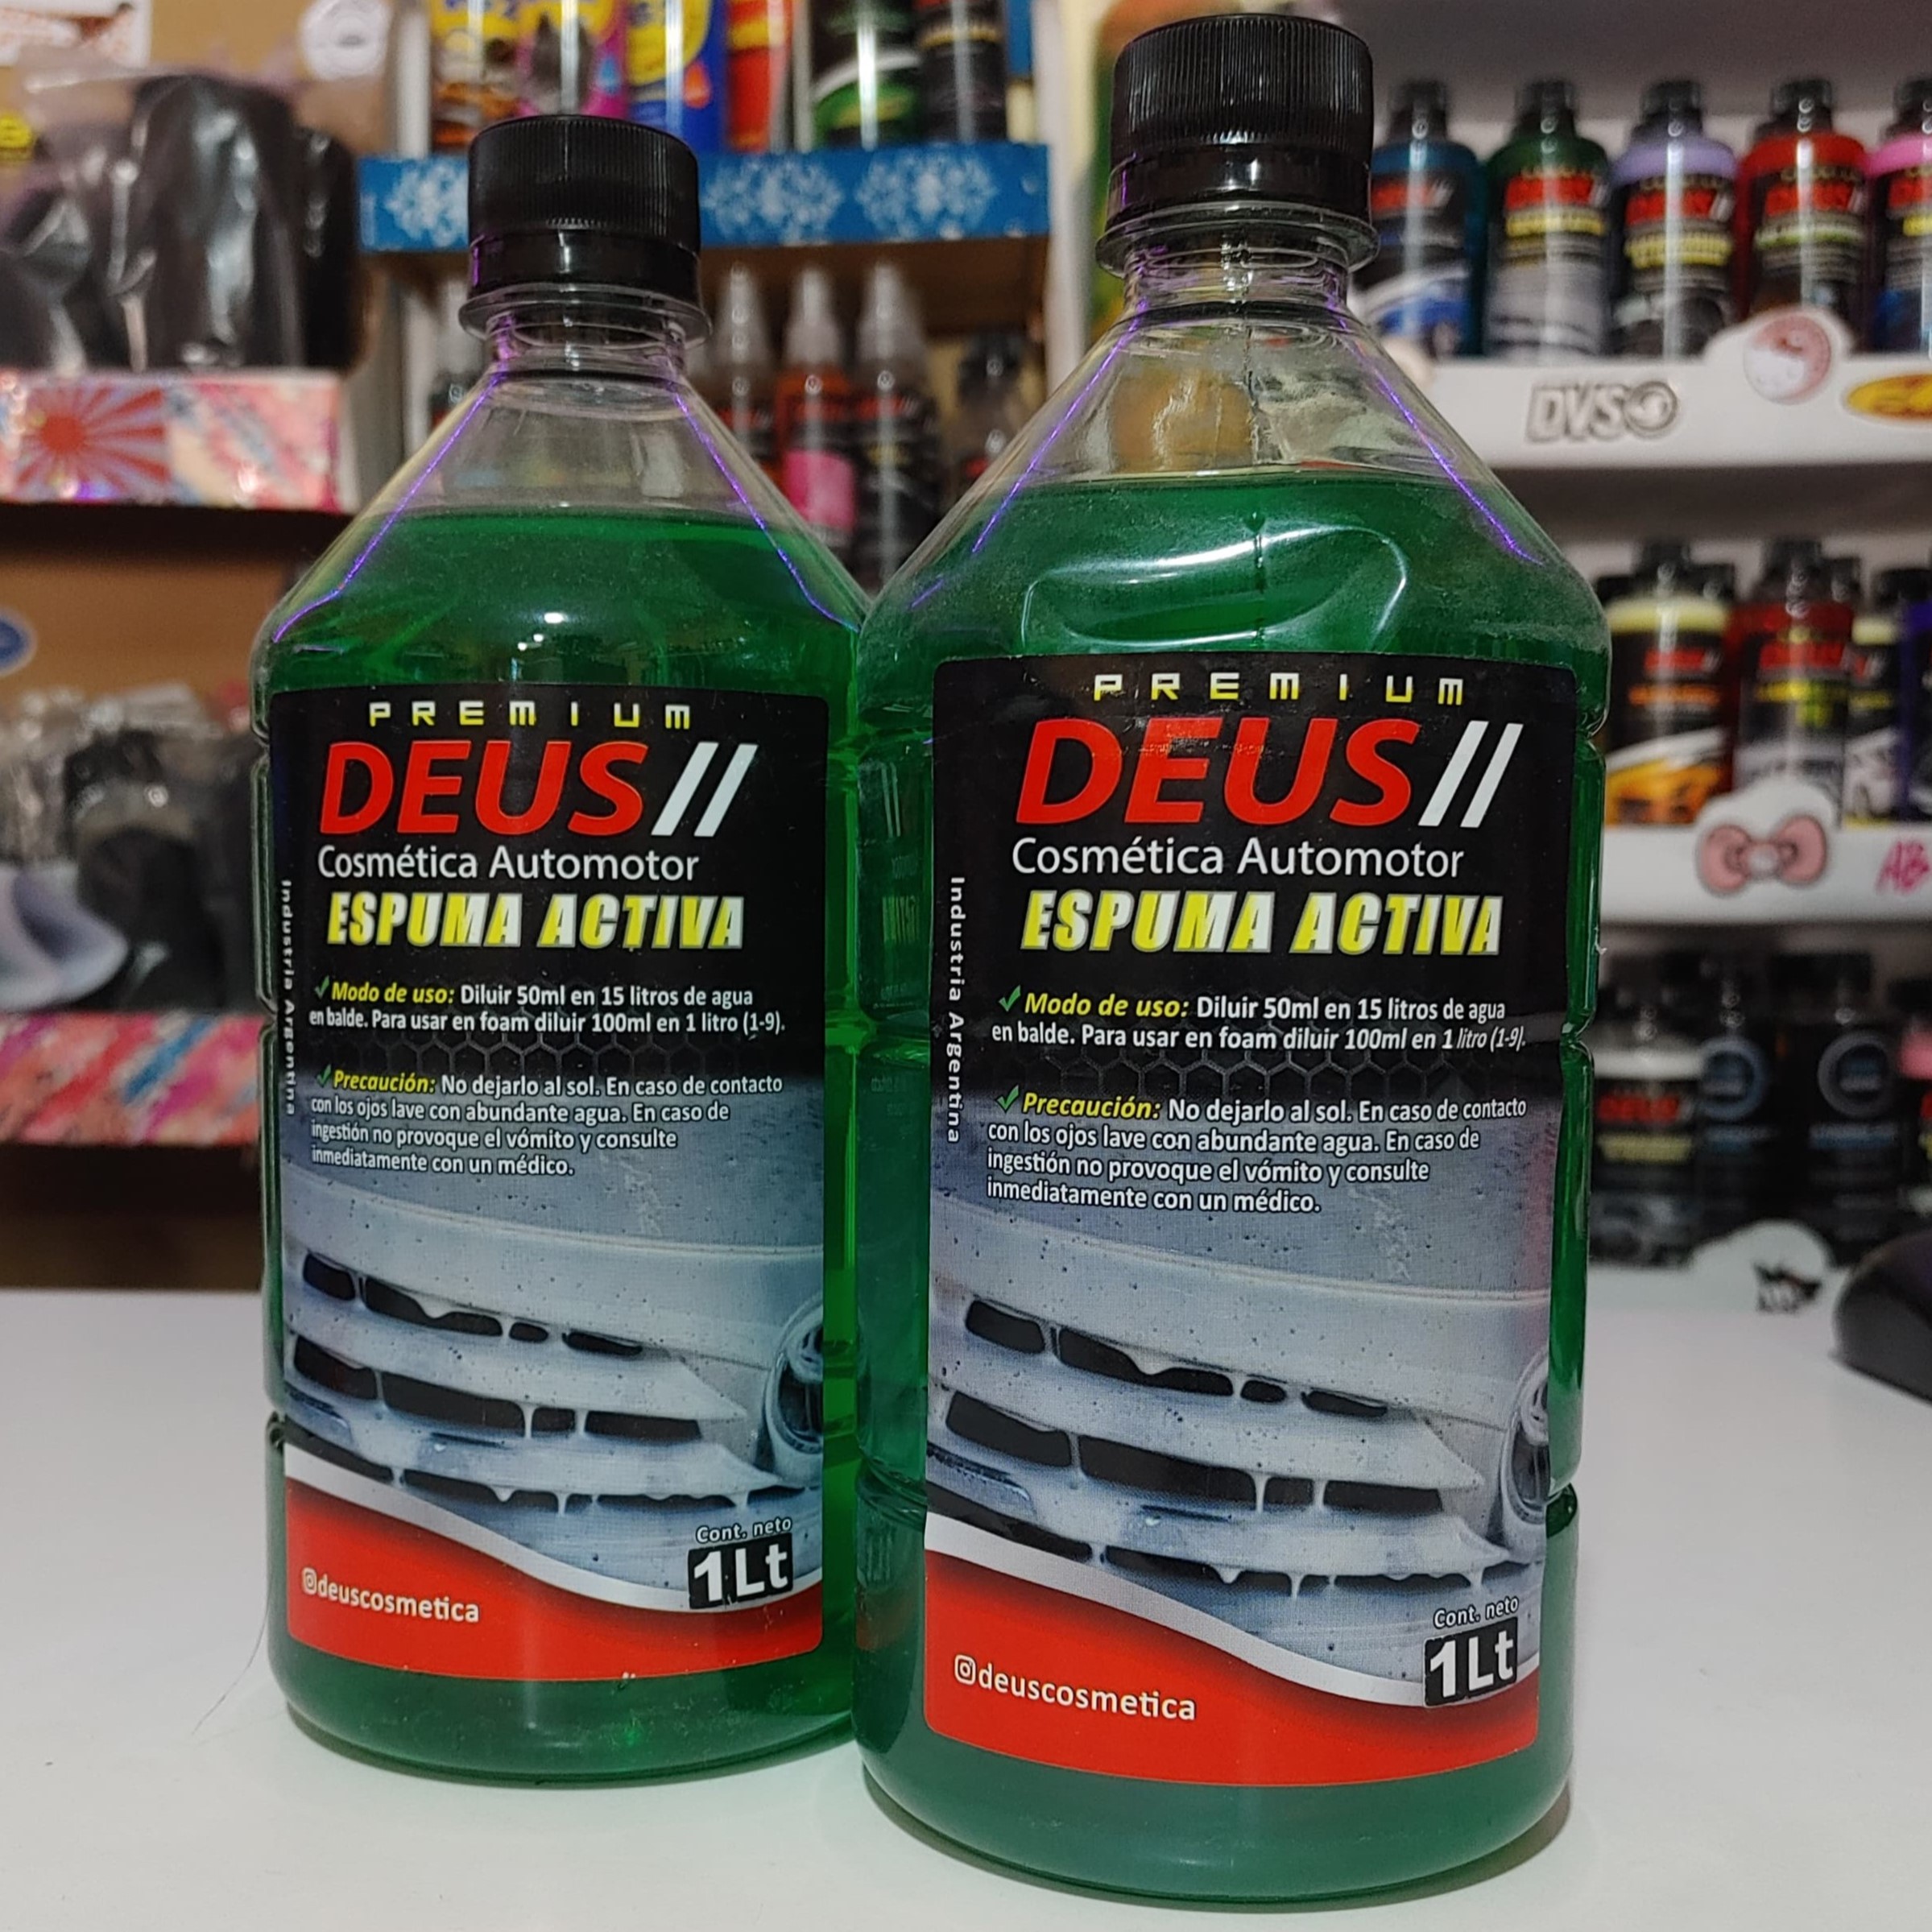 PREMIUM
DEUS//
Cosmética Automotor
ESPUMA ACTIVA
✓Modo de uso: Diluir 50ml en 15 litros de agua
en balde. Para usar en foam diluir 100ml en 1 litro (1-9).
✓Precaución: No dejarlo al sol. En caso de contacto
con los ojos lave con abundante agua. En caso de
ingestión no provoque el vómito y consulte
inmediatamente con un médico.
Industria Argentina
Cont. neto
1Lt
@deuscosmetica
PREMIUM
DEUS//
Cosmética Automotor
ESPUMA ACTIVA
✓Modo de uso: Diluir 50ml en 15 litros de agua
en balde. Para usar en foam diluir 100ml en 1 litro (1-9).
✓Precaución: No dejarlo al sol. En caso de contacto
con los ojos lave con abundante agua. En caso de
ingestión no provoque el vómito y consulte
inmediatamente con un médico.
Industria Argentina
Cont. neto
1Lt
@deuscosmetica
DEUS//
DEUS//
DEUS//
DEUS//
DVS
DEUS//